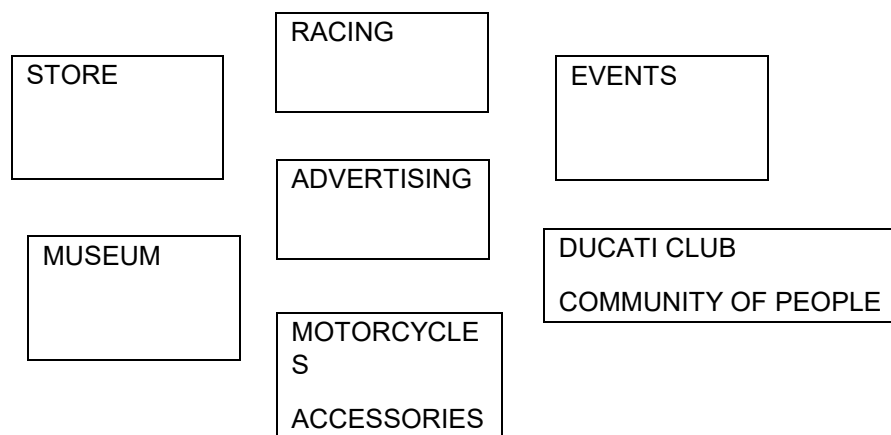 RACING
STORE
EVENTS
ADVERTISING
MUSEUM
DUCATI CLUB
COMMUNITY OF PEOPLE
MOTORCYCLE
S
ACCESSORIES